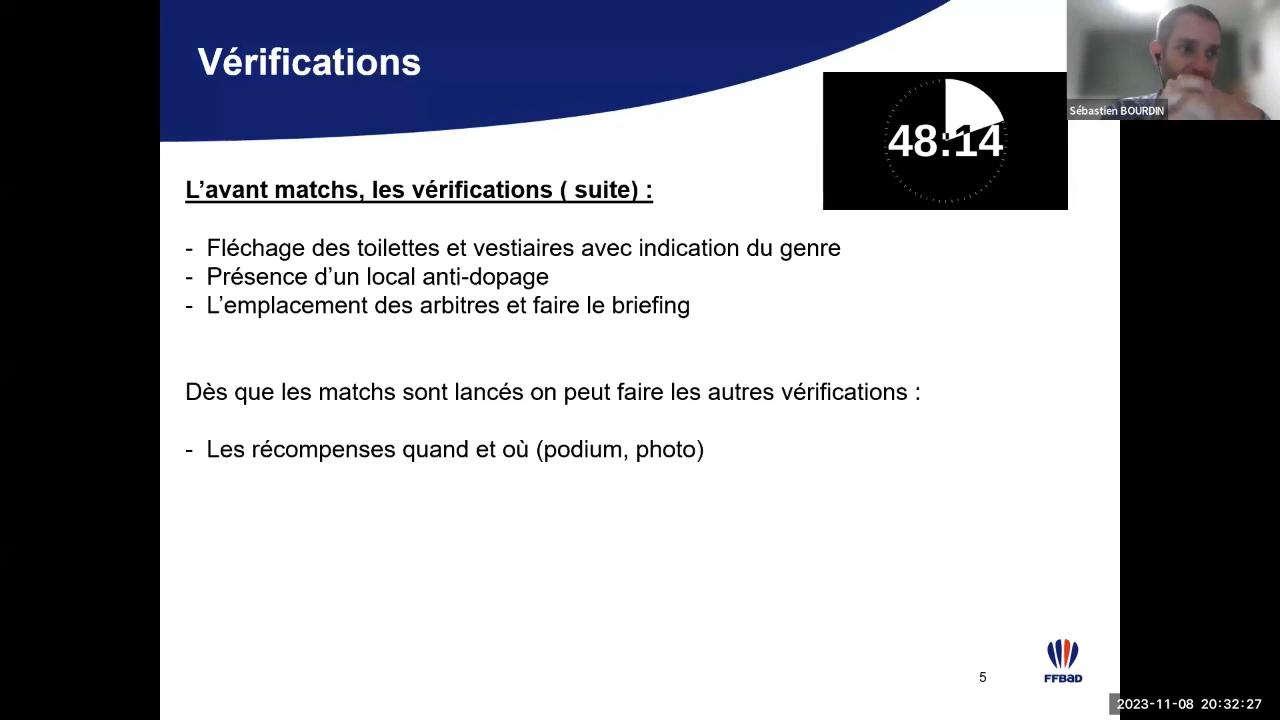 Vérifications
Sébastien BOURDIN
48:14
L’avant matchs, les vérifications ( suite) :
- Fléchage des toilettes et vestiaires avec indication du genre
- Présence d’un local anti-dopage
- L’emplacement des arbitres et faire le briefing
Dès que les matchs sont lancés on peut faire les autres vérifications :
- Les récompenses quand et où (podium, photo)
5
FFBaD
2023-11-08 20:32:27